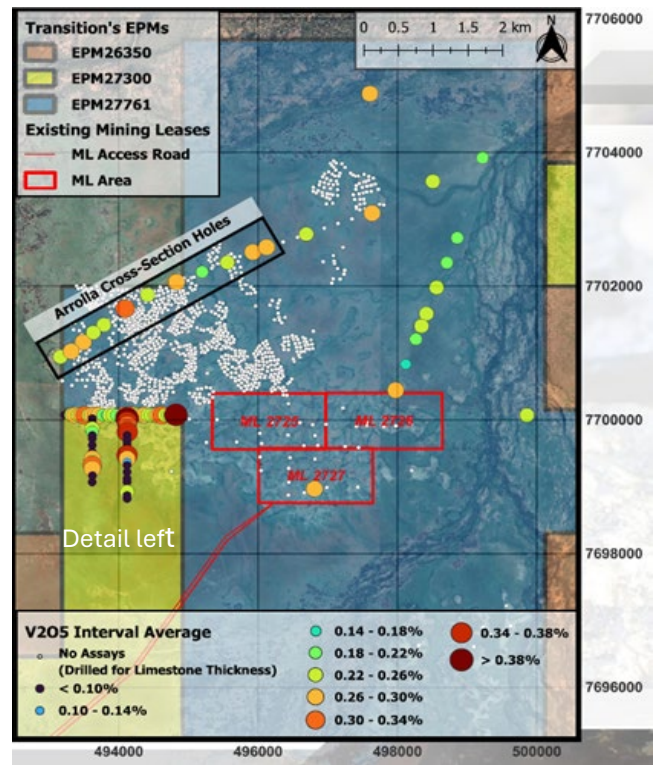 Transition's EPMs
EPM26350
EPM27300
EPM27761
Existing Mining Leases
ML Access Road
ML Area
0 0.5 1 1.5 2 km
N
7706000
7704000
7702000
7700000
7698000
7696000
Arrolla Cross-Section Holes
ML 2725
ML 2726
ML 2727
Detail left
V2O5 Interval Average
No Assays
(Drilled for Limestone Thickness)
< 0.10%
0.10 - 0.14%
0.14 - 0.18%
0.18 - 0.22%
0.22 - 0.26%
0.26 - 0.30%
0.30 - 0.34%
0.34 - 0.38%
> 0.38%
494000 496000 498000 500000